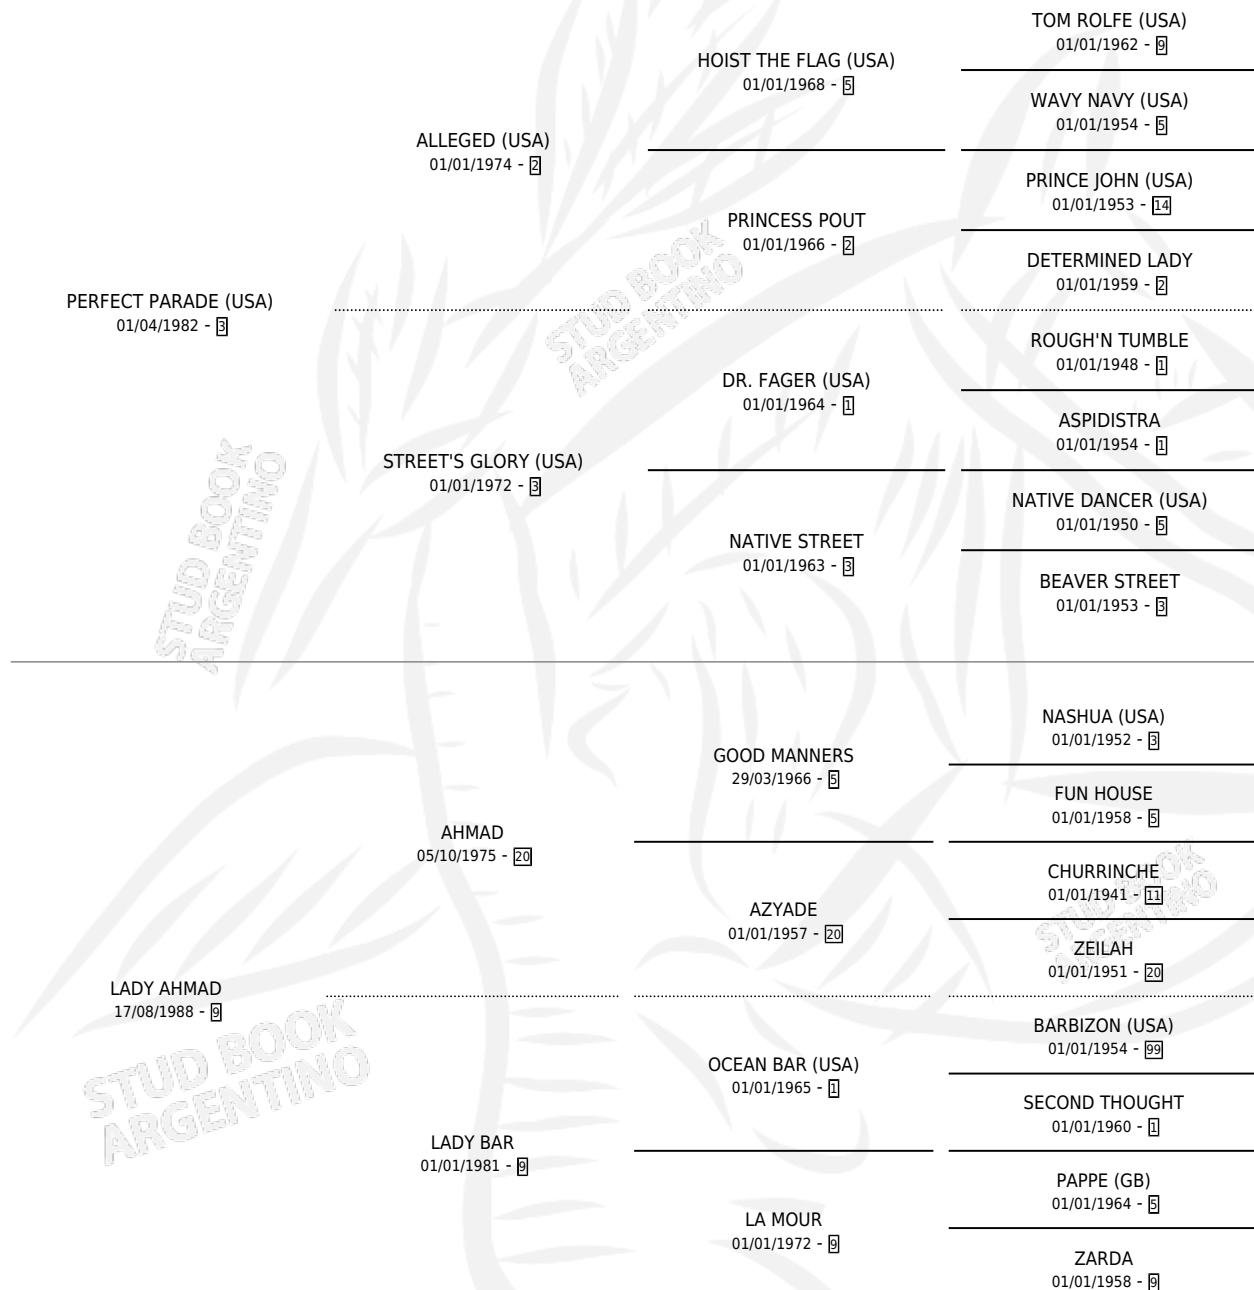 TOM ROLFE (USA)
01/01/1962 - 9
HOIST THE FLAG (USA)
01/01/1968 - 5
WAVY NAVY (USA)
01/01/1954 - 5
ALLEGED (USA)
01/01/1974 - 2
PRINCE JOHN (USA)
01/01/1953 - 14
PRINCESS POUT
01/01/1966 - 2
DETERMINED LADY
01/01/1959 - 2
PERFECT PARADE (USA)
01/04/1982 - 3
ROUGH'N TUMBLE
01/01/1948 - 1
DR. FAGER (USA)
01/01/1964 - 1
ASPIDISTRA
01/01/1954 - 1
STREET'S GLORY (USA)
01/01/1972 - 3
NATIVE DANCER (USA)
01/01/1950 - 5
NATIVE STREET
01/01/1963 - 3
BEAVER STREET
01/01/1953 - 3
NASHUA (USA)
01/01/1952 - 3
GOOD MANNERS
29/03/1966 - 5
FUN HOUSE
01/01/1958 - 5
AHMAD
05/10/1975 - 20
CHURRINCHE
01/01/1941 - 11
AZYADE
01/01/1957 - 20
ZEILAH
01/01/1951 - 20
LADY AHMAD
17/08/1988 - 9
BARBIZON (USA)
01/01/1954 - 99
OCEAN BAR (USA)
01/01/1965 - 1
SECOND THOUGHT
01/01/1960 - 1
LADY BAR
01/01/1981 - 9
PAPPE (GB)
01/01/1964 - 5
LA MOUR
01/01/1972 - 9
ZARDA
01/01/1958 - 9
STUD BOOK
ARGENTINO
STUD BOOK
ARGENTINO
STUD BOOK
ARGENTINO
STUD BOOK
ARGENTINO